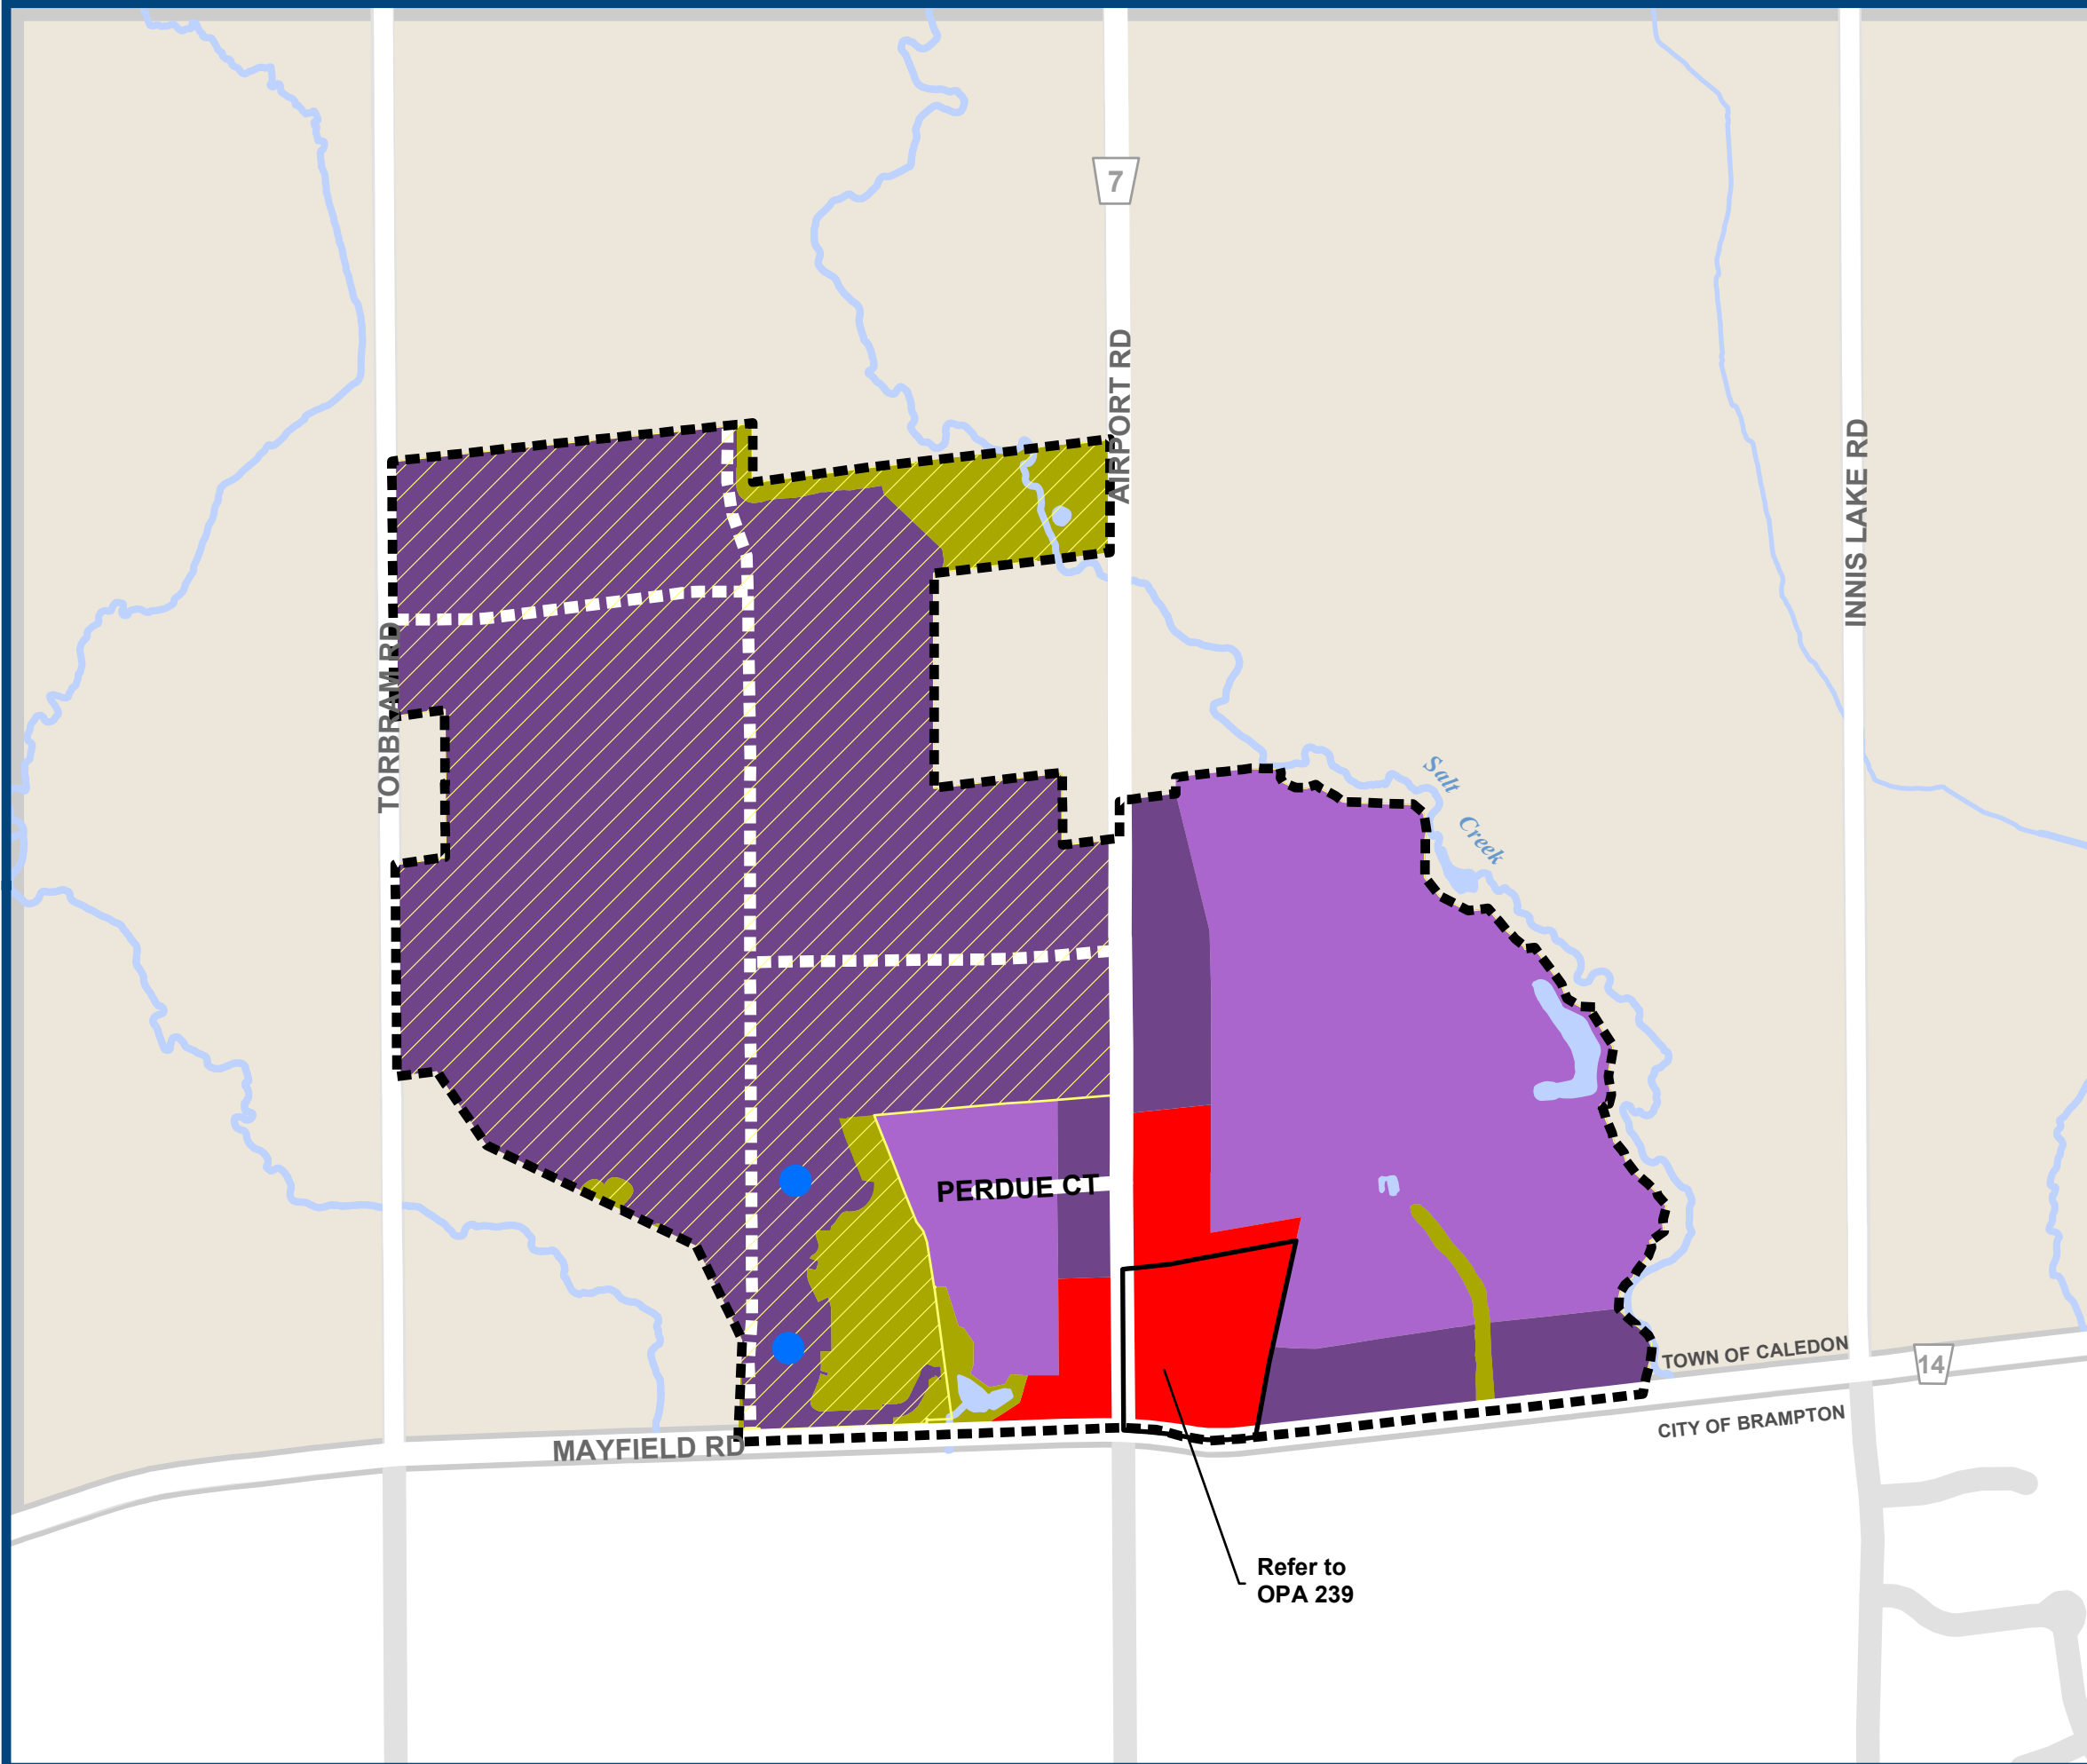 7
AIRPORT RD
INNIS LAKE RD
TORBRAM RD
Salt
Creek
PERDUE CT
TOWN OF CALEDON
14
CITY OF BRAMPTON
MAYFIELD RD
Refer to
OPA 239